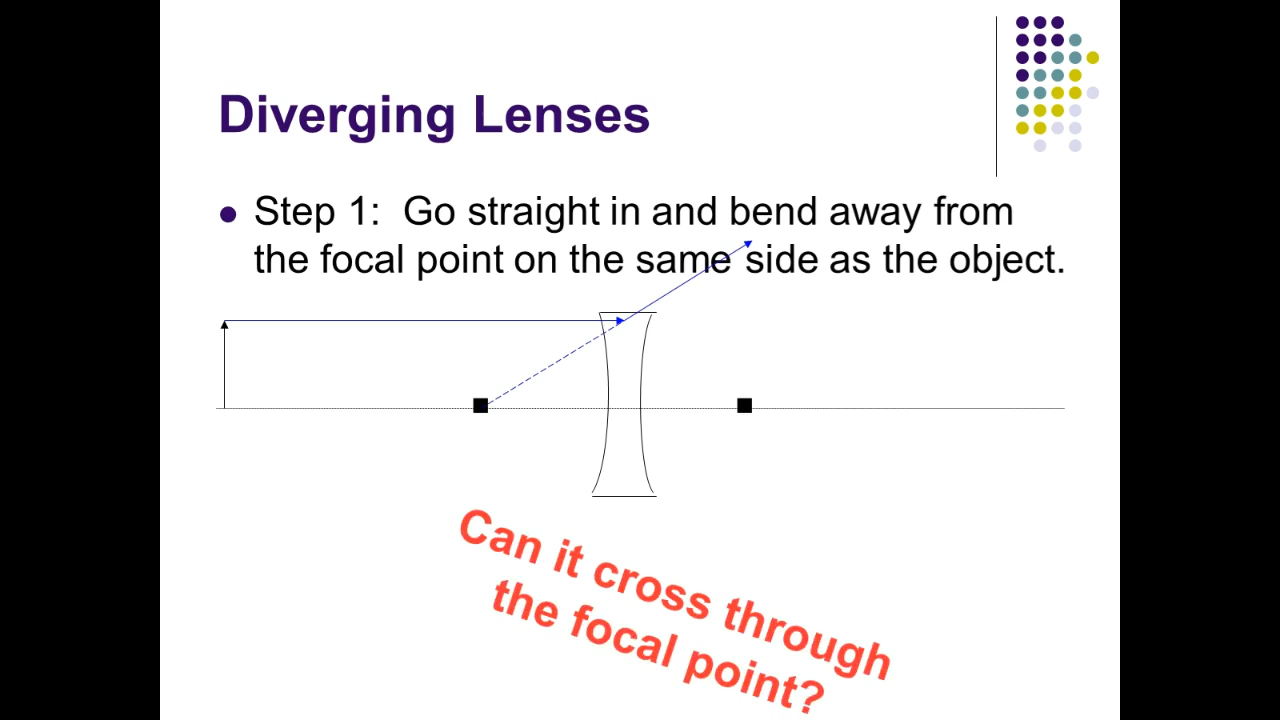 Diverging Lenses
Step 1:  Go straight in and bend away from
the focal point on the same side as the object.
Can it cross through
the focal point?